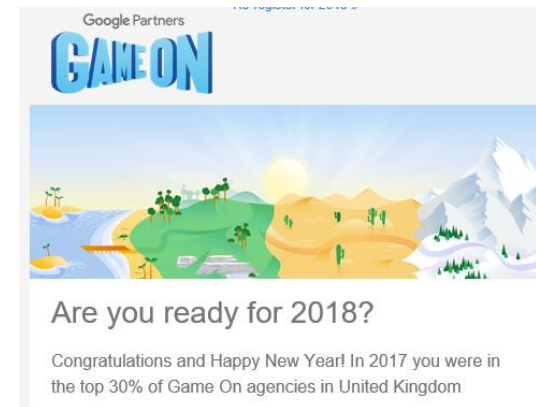 Google Partners
GAME ON
Are you ready for 2018?
Congratulations and Happy New Year! In 2017 you were in
the top 30% of Game On agencies in United Kingdom